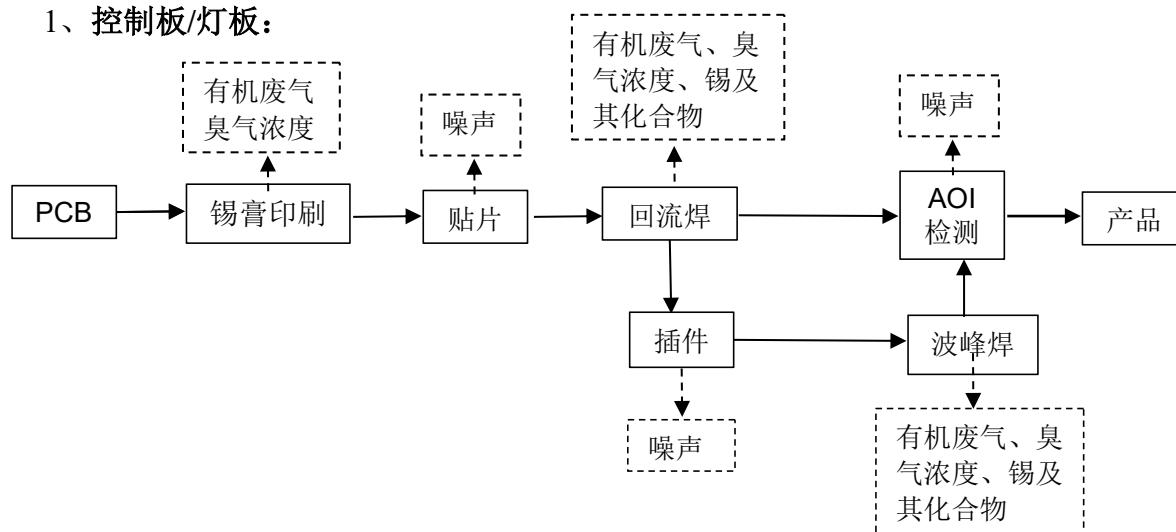 1、控制板/灯板：
有机废气
臭气浓度
噪声
有机废气、臭
气浓度、锡及
其化合物
噪声
PCB
锡膏印刷
贴片
回流焊
AOI
检测
产品
插件
波峰焊
噪声
有机废气、臭
气浓度、锡及
其化合物